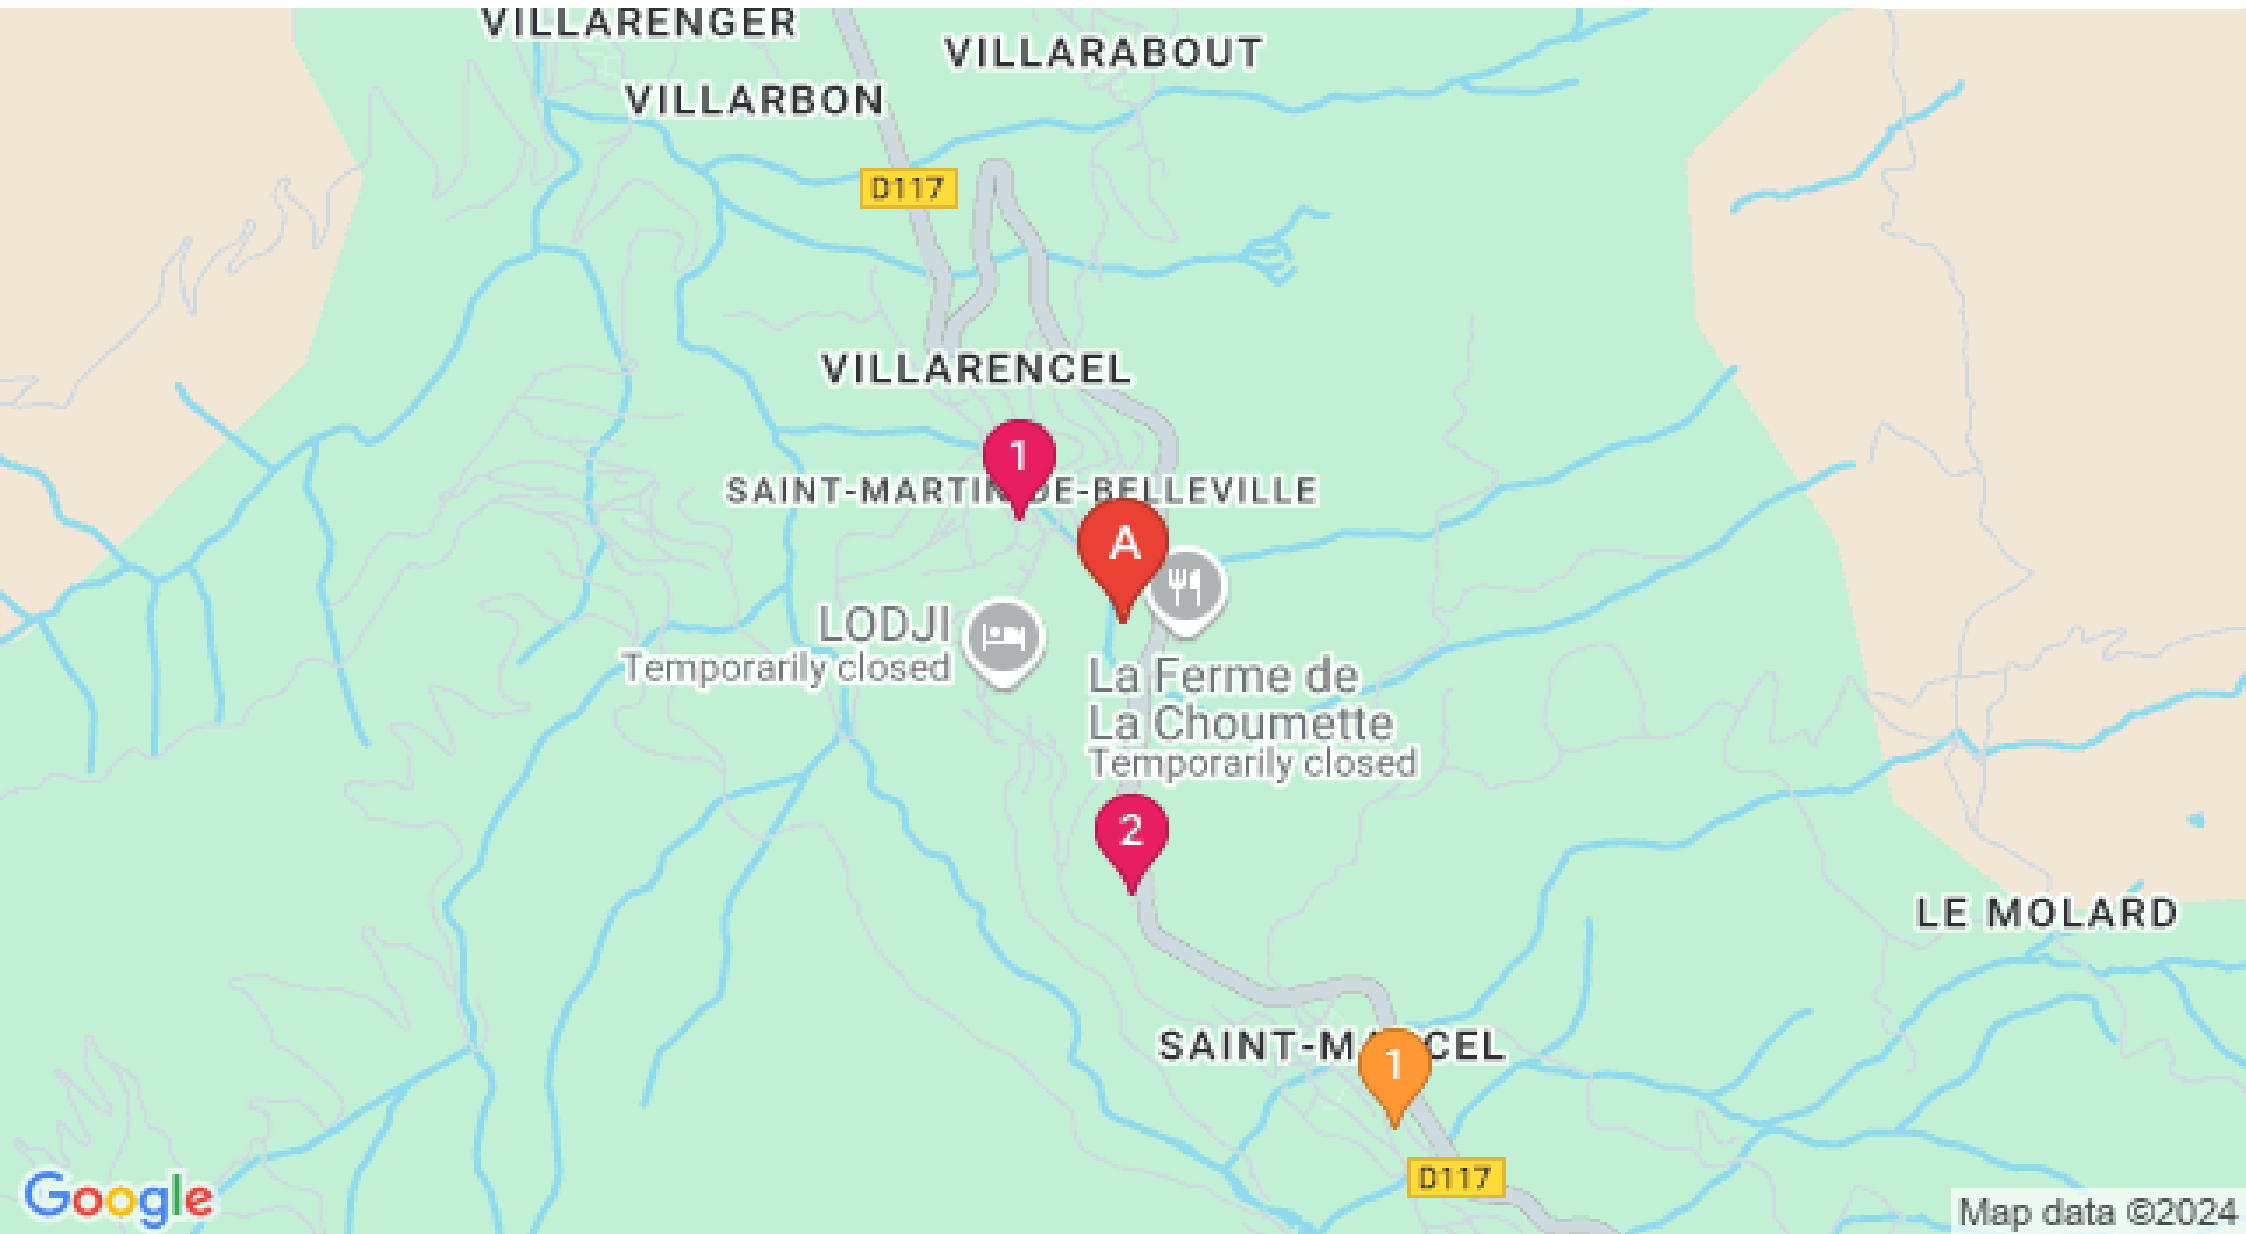 VILLARENGER
VILLARABOUT
VILLARBON
D117
VILLARENCEL
1
SAINT-MARTIN-DE-BELLEVILLE
A
LODJI
Temporarily closed
La Ferme de
La Choumette
Temporarily closed
2
LE MOLARD
SAINT-MARCEL
1
D117
Google
Map data ©2024